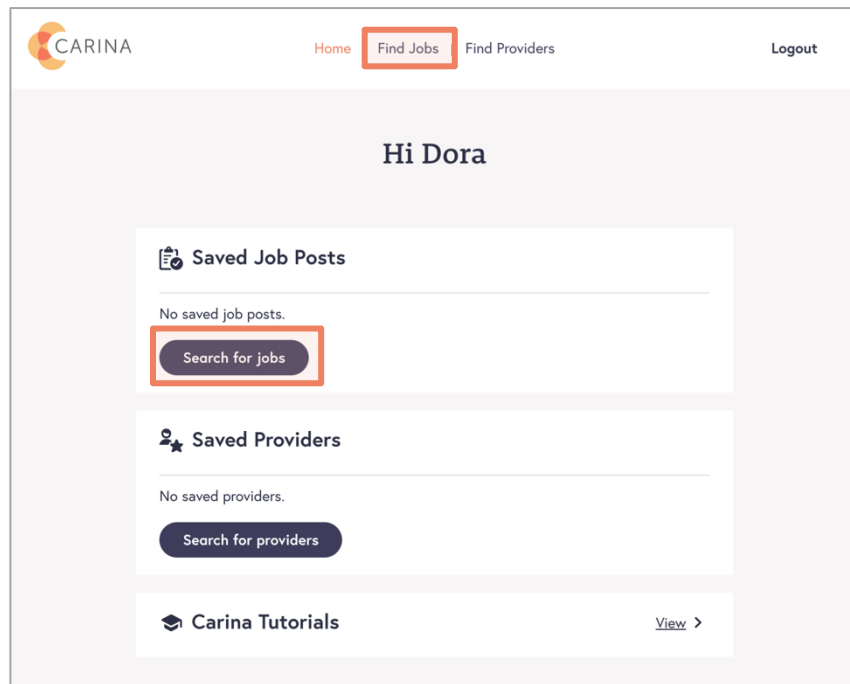 CARINA
Home Find Jobs Find Providers Logout
Hi Dora
Saved Job Posts
No saved job posts.
Search for jobs
Saved Providers
No saved providers.
Search for providers
Carina Tutorials View